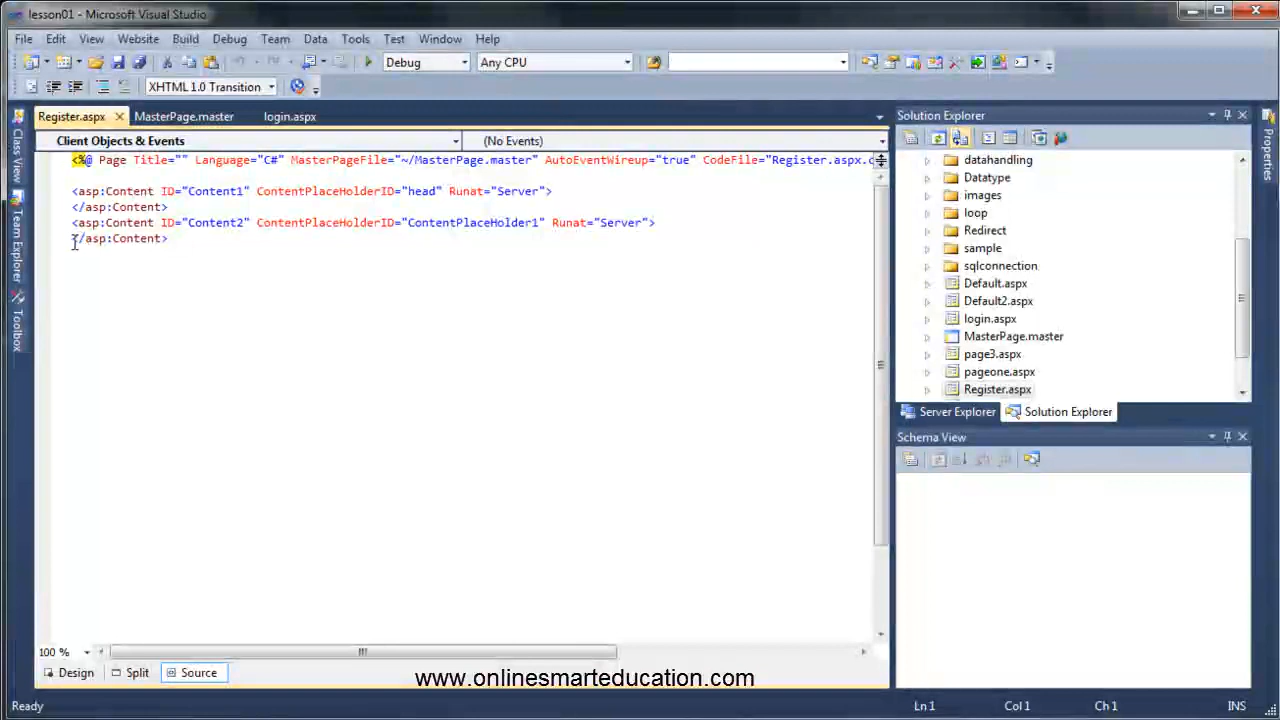 lesson01 - Microsoft Visual Studio
File Edit View Website Build Debug Team Data Tools Test Window Help
Debug Any CPU
XHTML 1.0 Transition
Register.aspx MasterPage.master login.aspx
Client Objects & Events (No Events)
<%@ Page Title="" Language="C#" MasterPageFile="~/MasterPage.master" AutoEventWireup="true" CodeFile="Register.aspx.c
<asp:Content ID="Content1" ContentPlaceHolderID="head" Runat="Server">
</asp:Content>
<asp:Content ID="Content2" ContentPlaceHolderID="ContentPlaceHolder1" Runat="Server">
</asp:Content>
Class View
Team Explorer
Toolbox
100 %
Design Split Source
Solution Explorer
datahandling
Datatype
images
loop
Redirect
sample
sqlconnection
Default.aspx
Default2.aspx
login.aspx
MasterPage.master
page3.aspx
pageone.aspx
Register.aspx
Server Explorer Solution Explorer
Schema View
Properties
www.onlinesmarteducation.com
Ready Ln 1 Col 1 Ch 1 INS